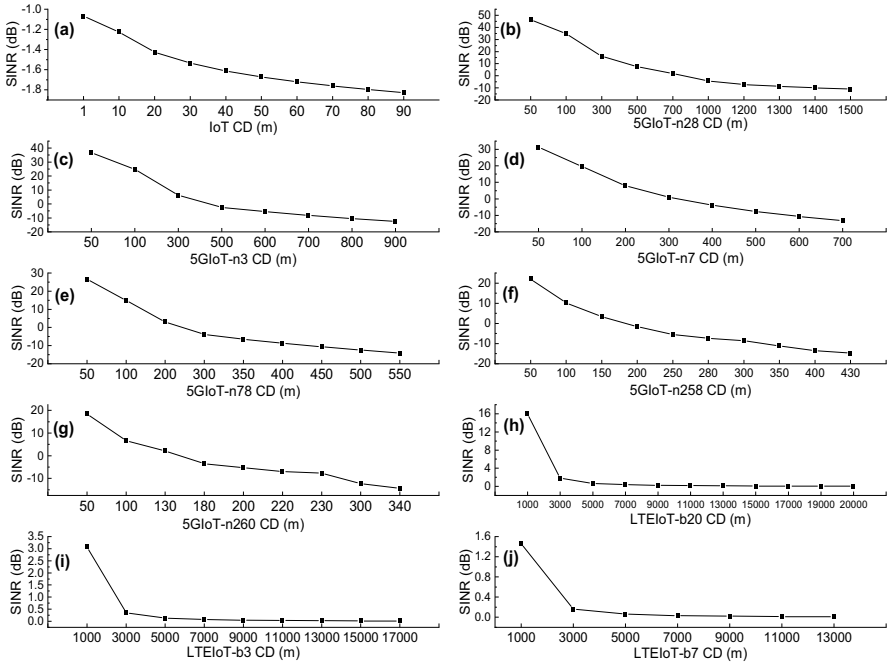 (a)
SINR (dB)
-1.0
-1.2
-1.4
-1.6
-1.8
1 10 20 30 40 50 60 70 80 90
IoT CD (m)
(b)
SINR (dB)
50
40
30
20
10
0
-10
-20
50 100 300 500 700 1000 1200 1300 1400 1500
5GIoT-n28 CD (m)
(c)
SINR (dB)
40
30
20
10
0
-10
-20
50 100 300 500 600 700 800 900
5GIoT-n3 CD (m)
(d)
SINR (dB)
30
20
10
0
-10
-20
50 100 200 300 400 500 600 700
5GIoT-n7 CD (m)
(e)
SINR (dB)
30
20
10
0
-10
-20
50 100 200 300 350 400 450 500 550
5GIoT-n78 CD (m)
(f)
SINR (dB)
20
10
0
-10
-20
50 100 150 200 250 280 300 350 400 430
5GIoT-n258 CD (m)
(g)
SINR (dB)
20
10
0
-10
50 100 130 180 200 220 230 300 340
5GIoT-n260 CD (m)
(h)
SINR (dB)
16
12
8
4
0
1000 3000 5000 7000 9000 11000 13000 15000 17000 19000 20000
LTEIoT-b20 CD (m)
(i)
SINR (dB)
3.5
3.0
2.5
2.0
1.5
1.0
0.5
0.0
1000 3000 5000 7000 9000 11000 13000 15000 17000
LTEIoT-b3 CD (m)
(j)
SINR (dB)
1.6
1.2
0.8
0.4
0.0
1000 3000 5000 7000 9000 11000 13000
LTEIoT-b7 CD (m)